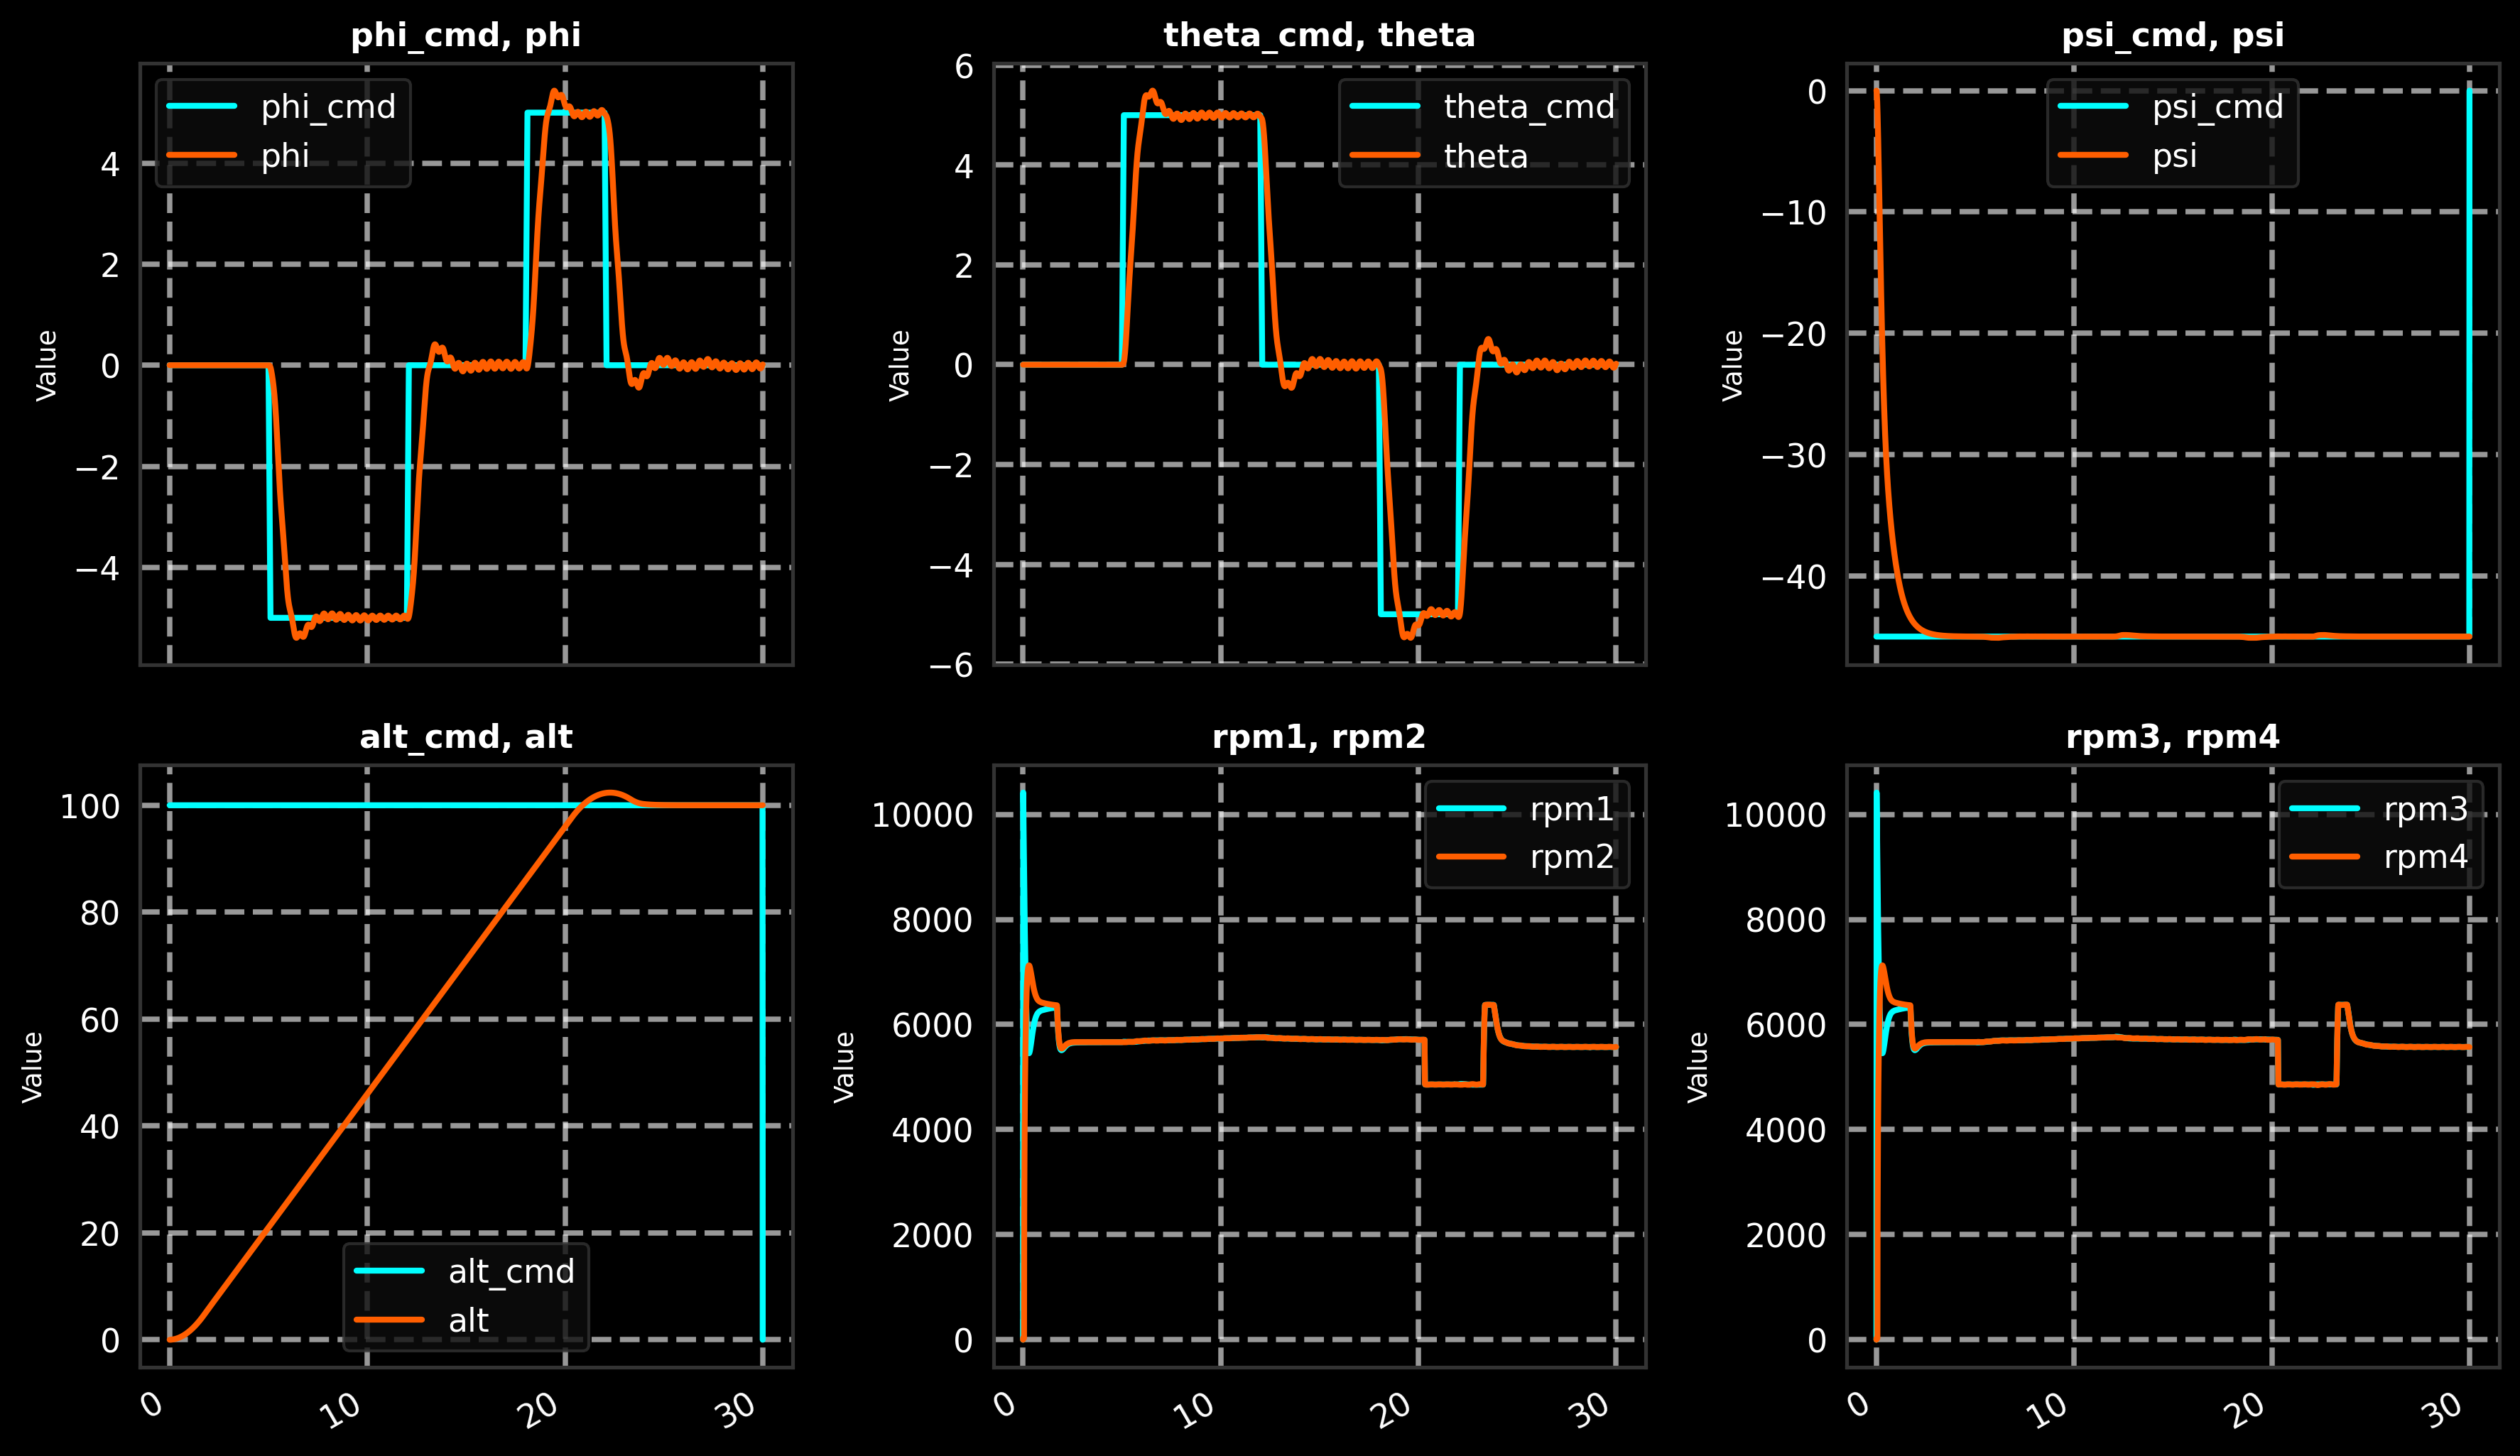 phi_cmd, phi
phi_cmd
phi
4
2
0
−2
−4
Value
theta_cmd, theta
theta_cmd
theta
6
4
2
0
−2
−4
−6
Value
psi_cmd, psi
psi_cmd
psi
0
−10
−20
−30
−40
Value
alt_cmd, alt
alt_cmd
alt
100
80
60
40
20
0
Value
0
10
20
30
rpm1, rpm2
rpm1
rpm2
10000
8000
6000
4000
2000
0
Value
0
10
20
30
rpm3, rpm4
rpm3
rpm4
10000
8000
6000
4000
2000
0
Value
0
10
20
30